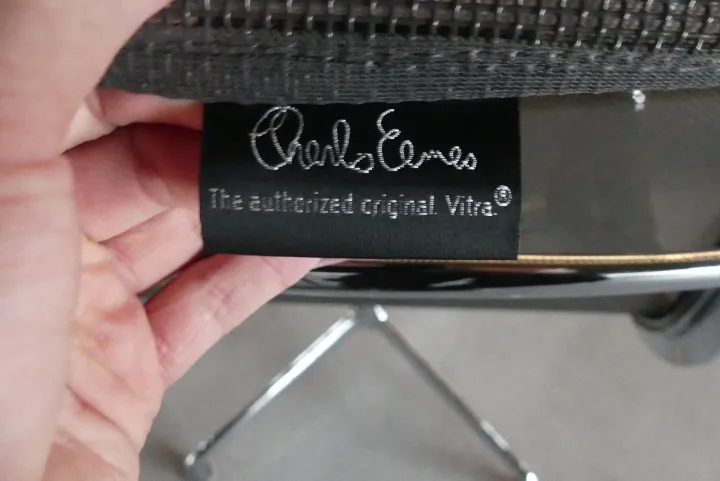 Charles Eames
The authorized original. Vitra.®